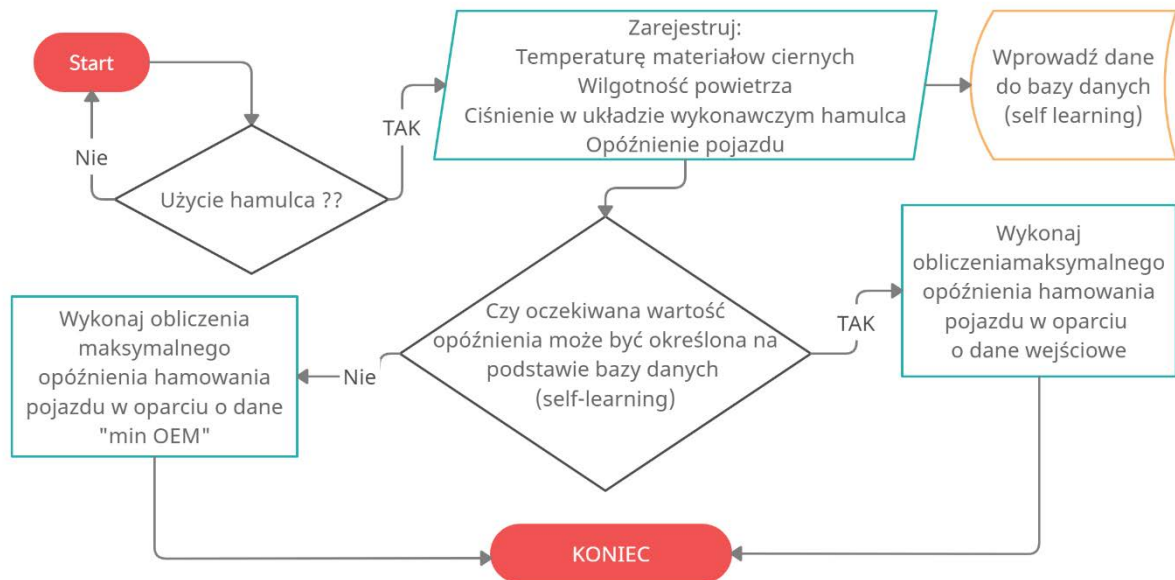 Start
Nie
Użycie hamulca ??
TAK
Zarejestruj:
Temperaturę materiałow ciernych
Wilgotność powietrza
Ciśnienie w układzie wykonawczym hamulca
Opóźnienie pojazdu
Wprowadź dane
do bazy danych
(self learning)
Czy oczekiwana wartość
opóźnienia może być określona na
podstawie bazy danych
(self-learning)
TAK
Wykonaj
obliczeniamaksymalnego
opóźnienia hamowania
pojazdu w oparciu
o dane wejściowe
Nie
Wykonaj obliczenia
maksymalnego
opóźnienia hamowania
pojazdu w oparciu o dane
"min OEM"
KONIEC